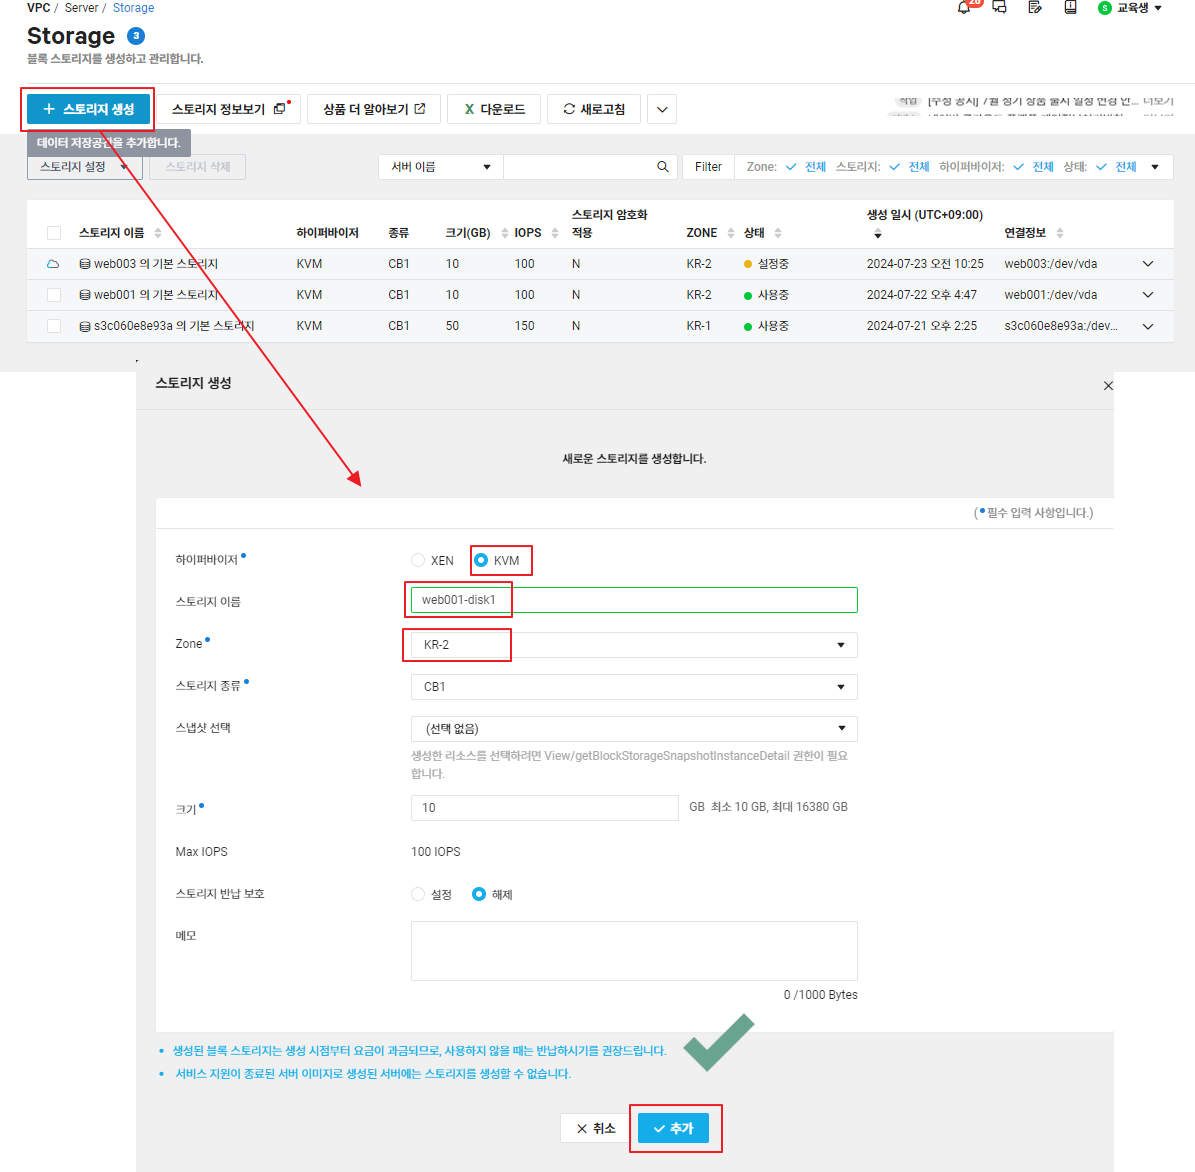 VPC / Server / Storage
26
S 교육생
Storage 3
블록 스토리지를 생성하고 관리합니다.
+ 스토리지 생성
스토리지 정보보기
상품 더 알아보기
X 다운로드
새로고침
데이터 저장공간을 추가합니다.
스토리지 설정
스토리지 삭제
서버 이름
Filter
Zone: 전체 스토리지: 전체 하이퍼바이저: 전체 상태: 전체
스토리지 이름 하이퍼바이저 종류 크기(GB) IOPS 스토리지 암호화 적용 ZONE 상태 생성 일시 (UTC+09:00) 연결정보
web003 의 기본 스토리지 KVM CB1 10 100 N KR-2 설정중 2024-07-23 오전 10:25 web003:/dev/vda
web001 의 기본 스토리지 KVM CB1 10 100 N KR-2 사용중 2024-07-22 오후 4:47 web001:/dev/vda
s3c060e8e93a 의 기본 스토리지 KVM CB1 50 150 N KR-1 사용중 2024-07-21 오후 2:25 s3c060e8e93a:/dev...
스토리지 생성
새로운 스토리지를 생성합니다.
(•필수 입력 사항입니다.)
하이퍼바이저• XEN KVM
스토리지 이름 web001-disk1
Zone• KR-2
스토리지 종류• CB1
스냅샷 선택 (선택 없음)
생성한 리소스를 선택하려면 View/getBlockStorageSnapshotInstanceDetail 권한이 필요
합니다.
크기• 10 GB 최소 10 GB, 최대 16380 GB
Max IOPS 100 IOPS
스토리지 반납 보호 설정 해제
메모
0 /1000 Bytes
• 생성된 블록 스토리지는 생성 시점부터 요금이 과금되므로, 사용하지 않을 때는 반납하시기를 권장드립니다.
• 서비스 지원이 종료된 서버 이미지로 생성된 서버에는 스토리지를 생성할 수 없습니다.
취소
추가